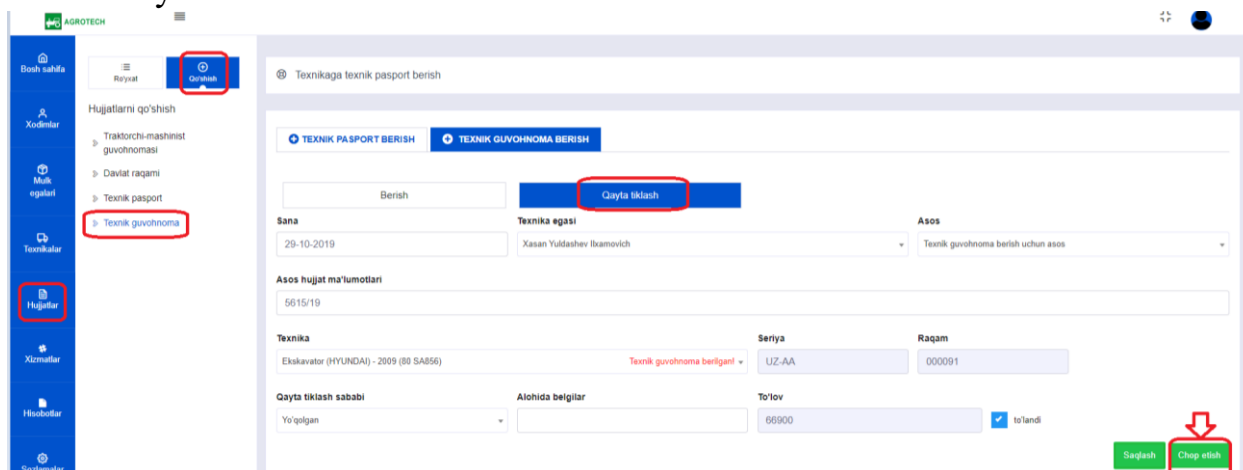 AGROTECH
Bosh sahifa
Xodimlar
Mulk
egalari
Texnikalar
Hujjatlar
Xizmatlar
Hisobotlar
Sozlamalar
Ro'yxat
Qo'shish
Hujjatlarni qo'shish
Traktorchi-mashinist
guvohnomasi
Davlat raqami
Texnik pasport
Texnik guvohnoma
Texnikaga texnik pasport berish
TEXNIK PASPORT BERISH
TEXNIK GUVOHNOMA BERISH
Berish
Qayta tiklash
Sana
Texnika egasi
Asos
29-10-2019
Xasan Yuldashev Ilxamovich
Texnik guvohnoma berish uchun asos
Asos hujjat ma'lumotlari
5615/19
Texnika
Seriya
Raqam
Ekskavator (HYUNDAI) - 2009 (80 SA856)
Texnik guvohnoma berilgan!
UZ-AA
000091
Qayta tiklash sababi
Alohida belgilar
To'lov
Yo'qolgan
66900
to'landi
Saqlash
Chop etish